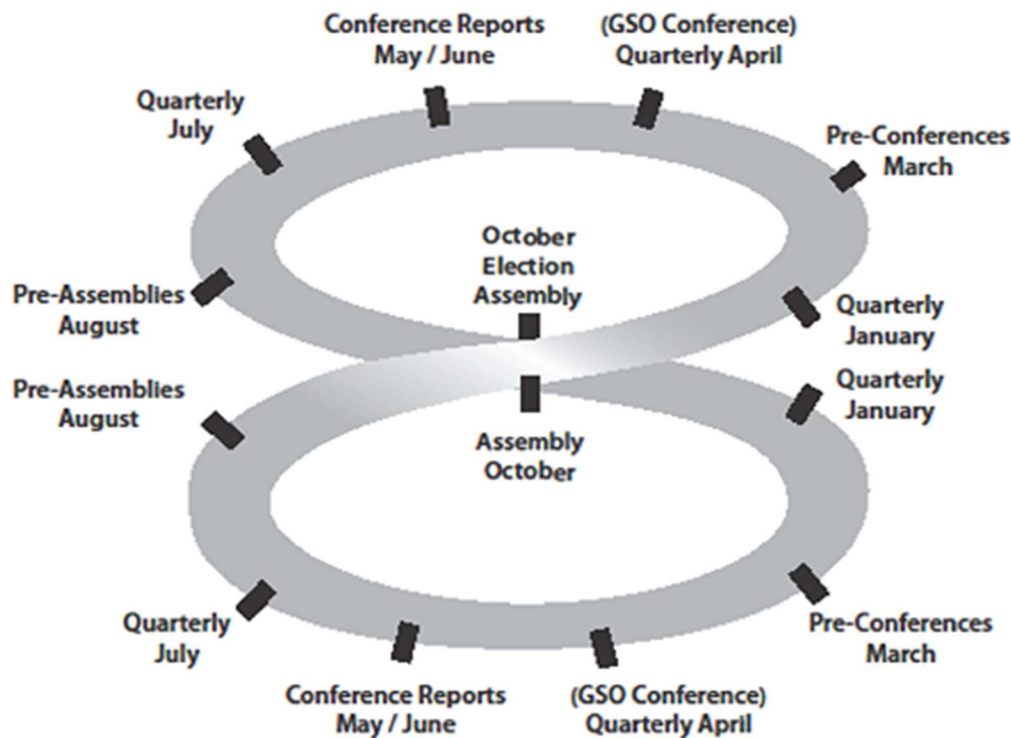 Conference Reports
May / June
(GSO Conference)
Quarterly April
Quarterly
July
Pre-Conferences
March
October
Election
Assembly
Pre-Assemblies
August
Quarterly
January
Pre-Assemblies
August
Quarterly
January
Assembly
October
Quarterly
July
Pre-Conferences
March
Conference Reports
May / June
(GSO Conference)
Quarterly April